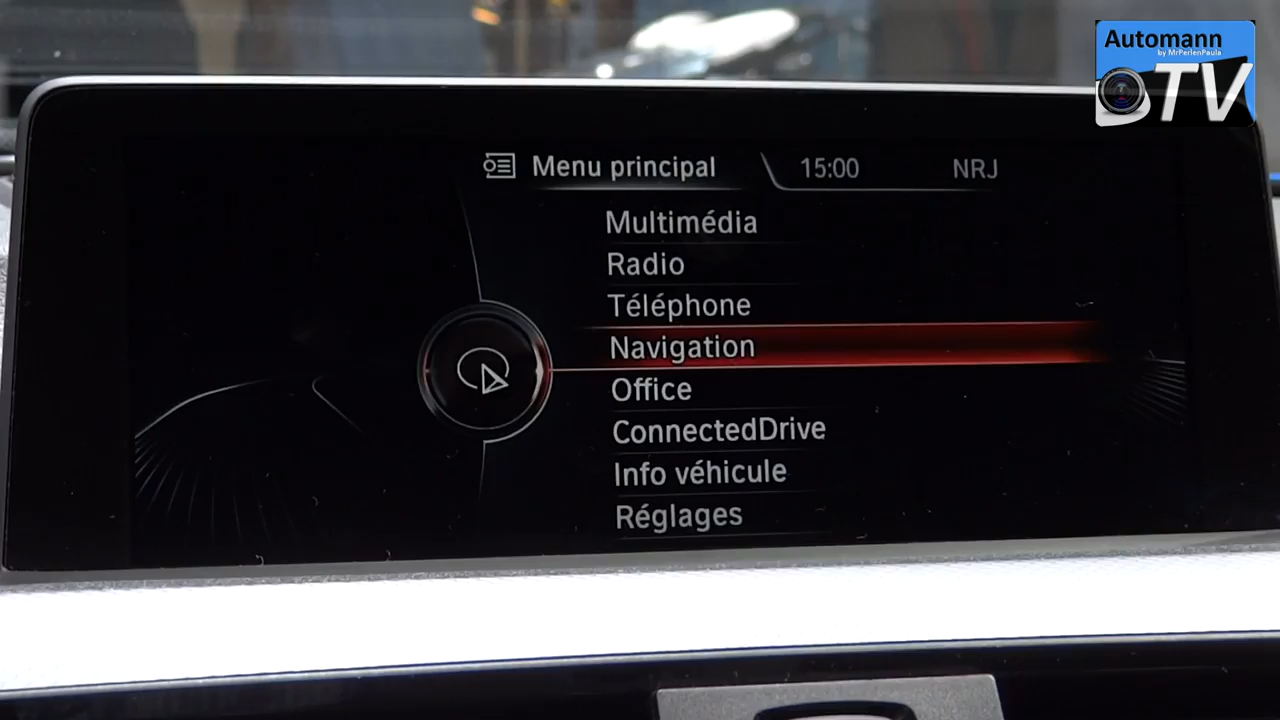 Automann
by MrPerlenPaula
TV
Menu principal 15:00 NRJ
Multimédia
Radio
Téléphone
Navigation
Office
ConnectedDrive
Info véhicule
Réglages